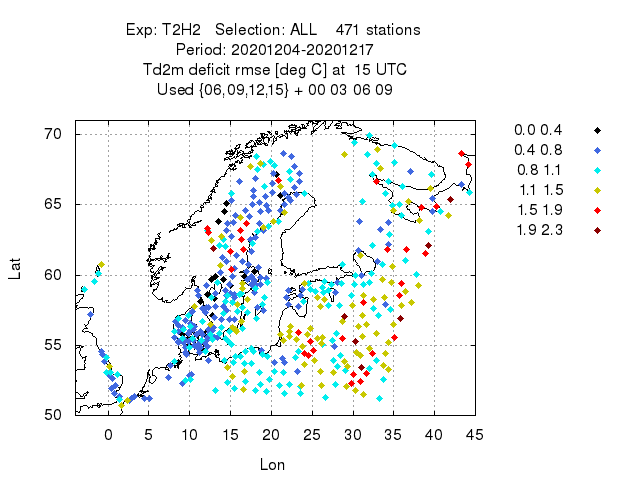 Exp: T2H2 Selection: ALL 471 stations
Period: 20201204-20201217
Td2m deficit rmse [deg C] at 15 UTC
Used {06,09,12,15} + 00 03 06 09
0.0 0.4
0.4 0.8
0.8 1.1
1.1 1.5
1.5 1.9
1.9 2.3
70
65
60
55
50
Lat
0 5 10 15 20 25 30 35 40 45
Lon